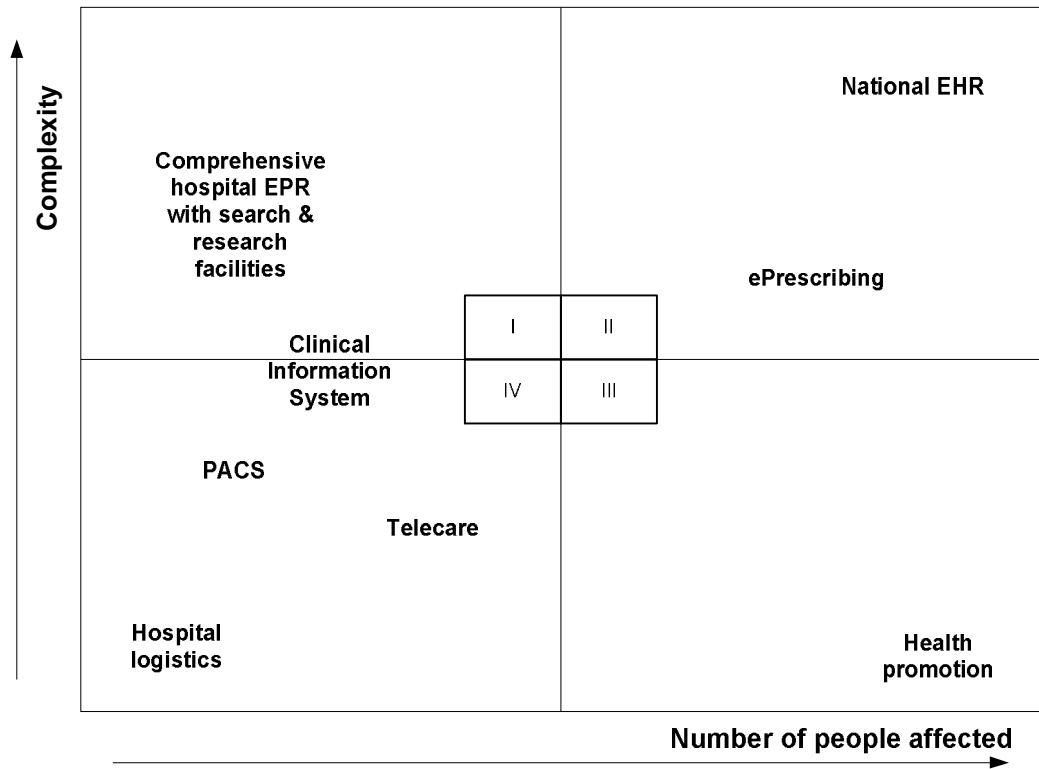 National EHR
Complexity
Comprehensive
hospital EPR
with search &
research
facilities
ePrescribing
I
II
Clinical
Information
System
IV
III
PACS
Telecare
Hospital
logistics
Health
promotion
Number of people affected